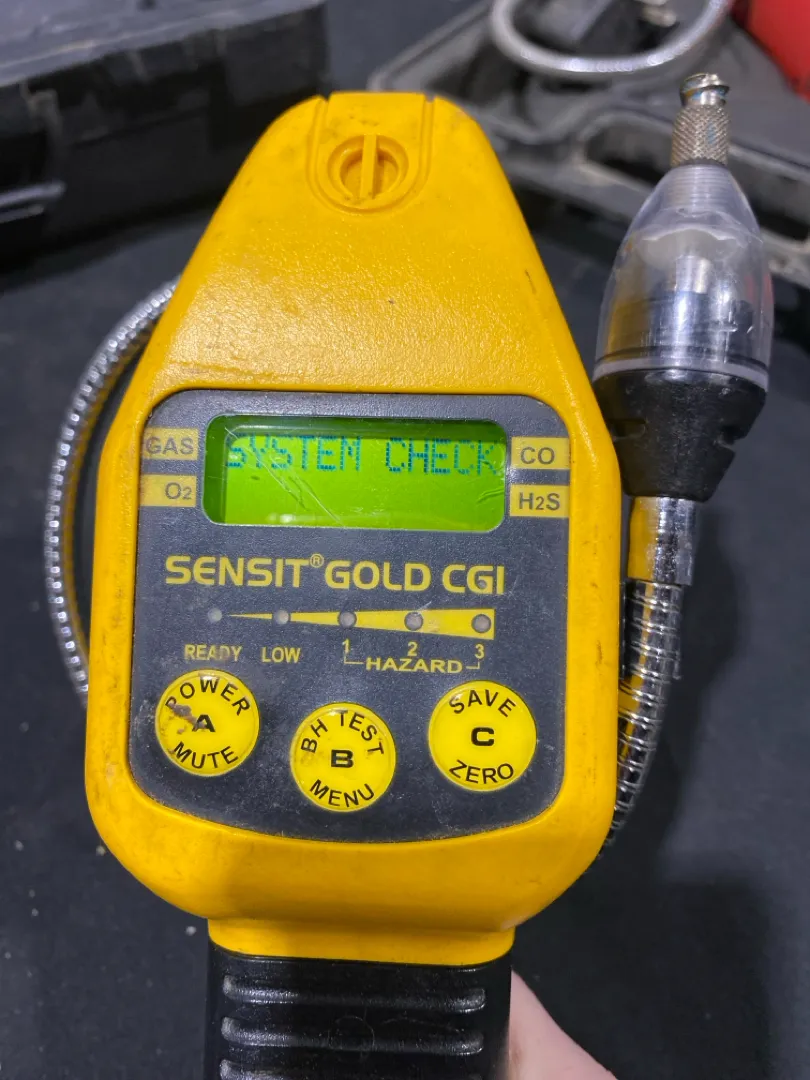 GAS
SYSTEM CHECK
CO
O2
H2S
SENSIT® GOLD CGI
READY LOW 1 2 3
HAZARD
POWER
A
MUTE
BH TEST
B
MENU
SAVE
C
ZERO